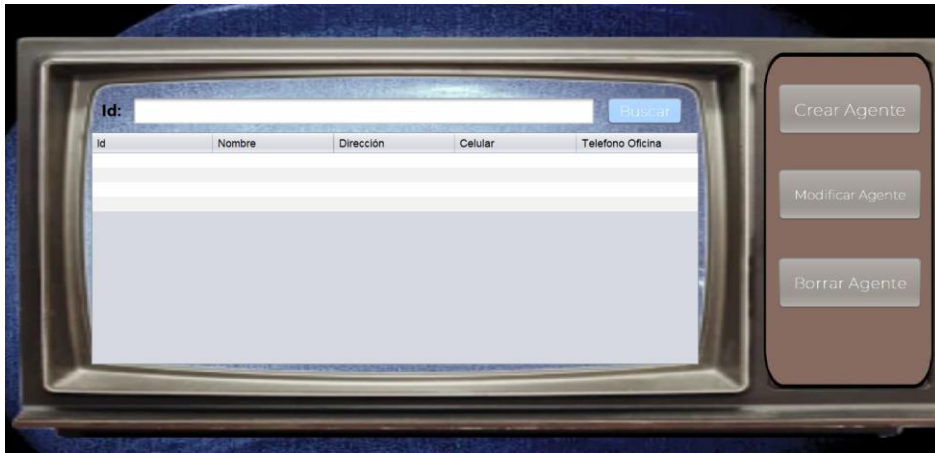 Id:
Buscar
Id Nombre Dirección Celular Telefono Oficina
Crear Agente
Modificar Agente
Borrar Agente